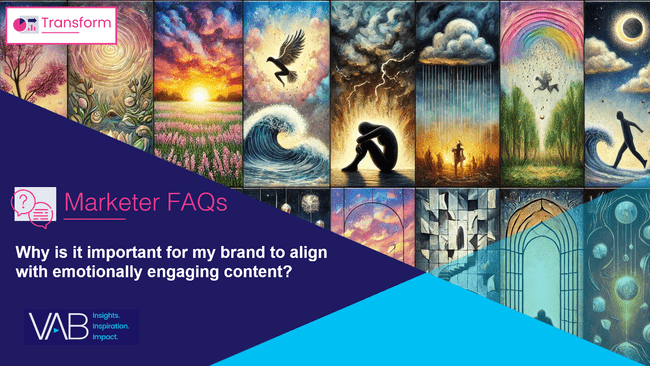 Transform
Marketer FAQs
Why is it important for my brand to align
with emotionally engaging content?
VAB
Insights.
Inspiration.
Impact.